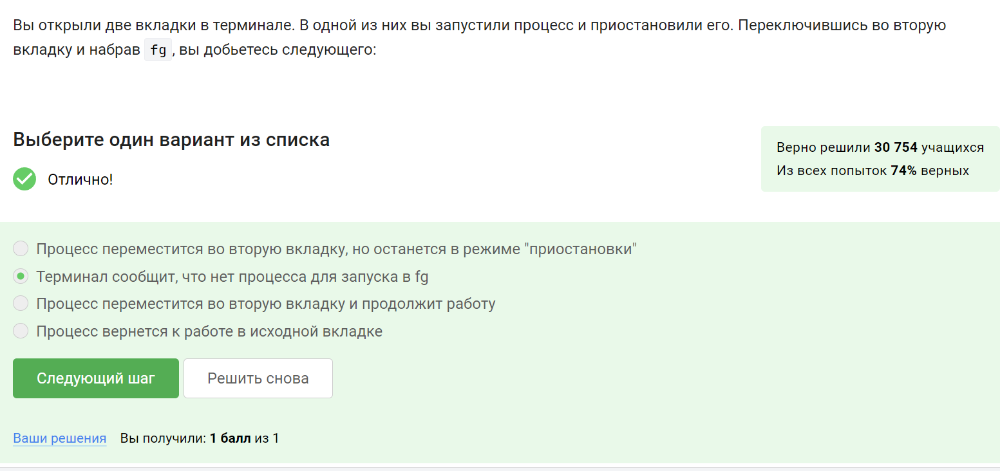 Вы открыли две вкладки в терминале. В одной из них вы запустили процесс и приостановили его. Переключившись во вторую
вкладку и набрав fg, вы добьетесь следующего:
Выберите один вариант из списка
Верно решили 30 754 учащихся
Из всех попыток 74% верных
Отлично!
Процесс переместится во вторую вкладку, но останется в режиме "приостановки"
Терминал сообщит, что нет процесса для запуска в fg
Процесс переместится во вторую вкладку и продолжит работу
Процесс вернется к работе в исходной вкладке
Следующий шаг
Решить снова
Ваши решения Вы получили: 1 балл из 1